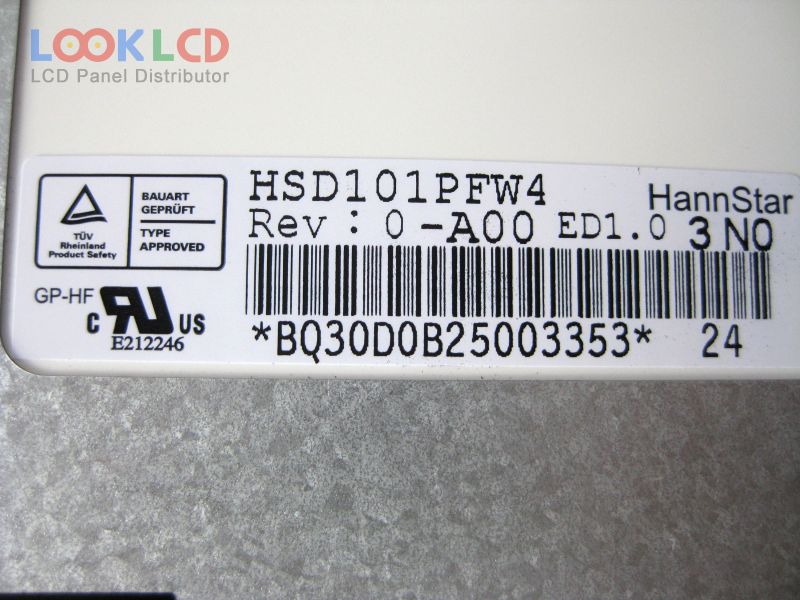 LOOK LCD
LCD Panel Distributor
HSD101PFW4
HannStar
Rev : 0 -A00 ED1.0 3 N0
TÜV
Rheinland
Product Safety
BAUART
GEPRÜFT
TYPE
APPROVED
GP-HF
C RU US
E212246
*BQ30D0B25003353* 24